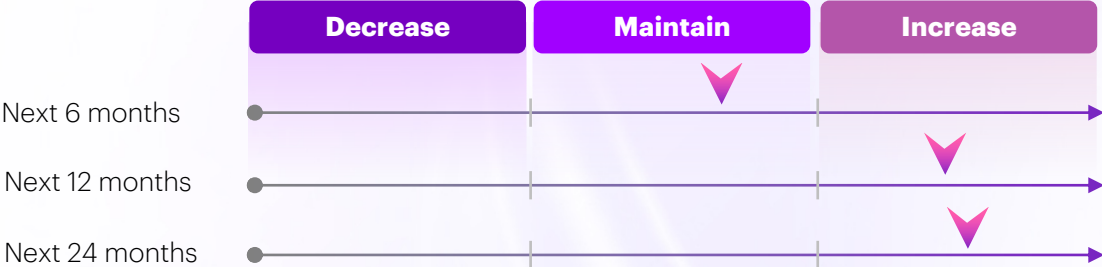 Decrease Maintain Increase
Next 6 months
Next 12 months
Next 24 months